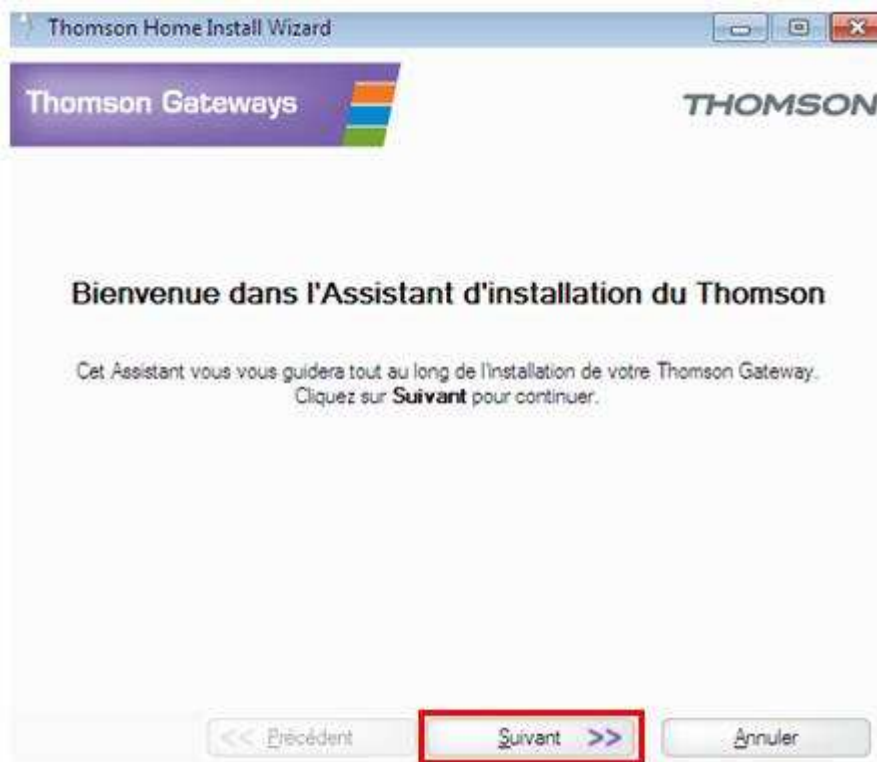 Thomson Home Install Wizard
Thomson Gateways
THOMSON
Bienvenue dans l'Assistant d'installation du Thomson
Cet Assistant vous vous guidera tout au long de l'installation de votre Thomson Gateway.
Cliquez sur Suivant pour continuer.
<< Précédent
Suivant >>
Annuler